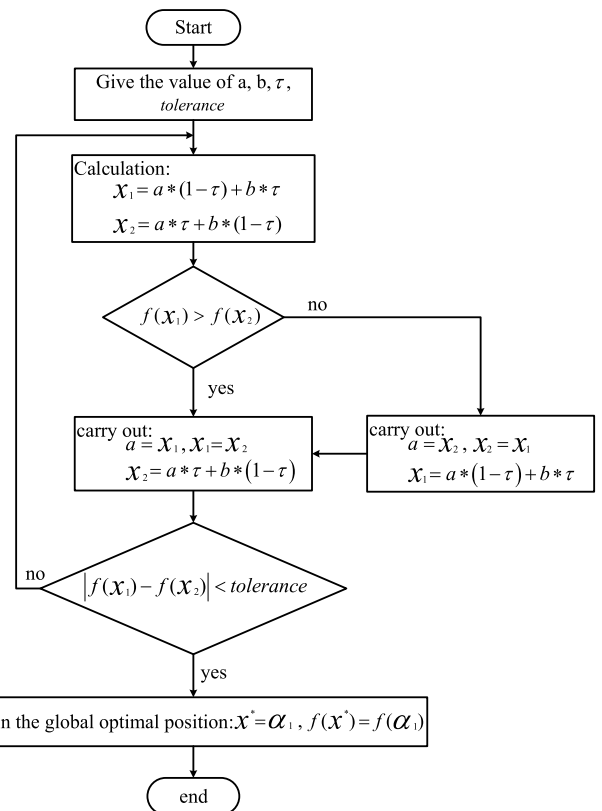 Start
Give the value of a, b, τ,
tolerance
Calculation:
x₁ = a*(1−τ)+b*τ
x₂ = a*τ+b*(1−τ)
f(x₁) > f(x₂)
no
yes
carry out:
a = x₁, x₁ = x₂
x₂ = a*τ+b*(1−τ)
carry out:
a = x₂, x₂ = x₁
x₁ = a*(1−τ)+b*τ
no
|f(x₁)−f(x₂)| < tolerance
yes
n the global optimal position: x* = α₁, f(x*) = f(α₁)
end